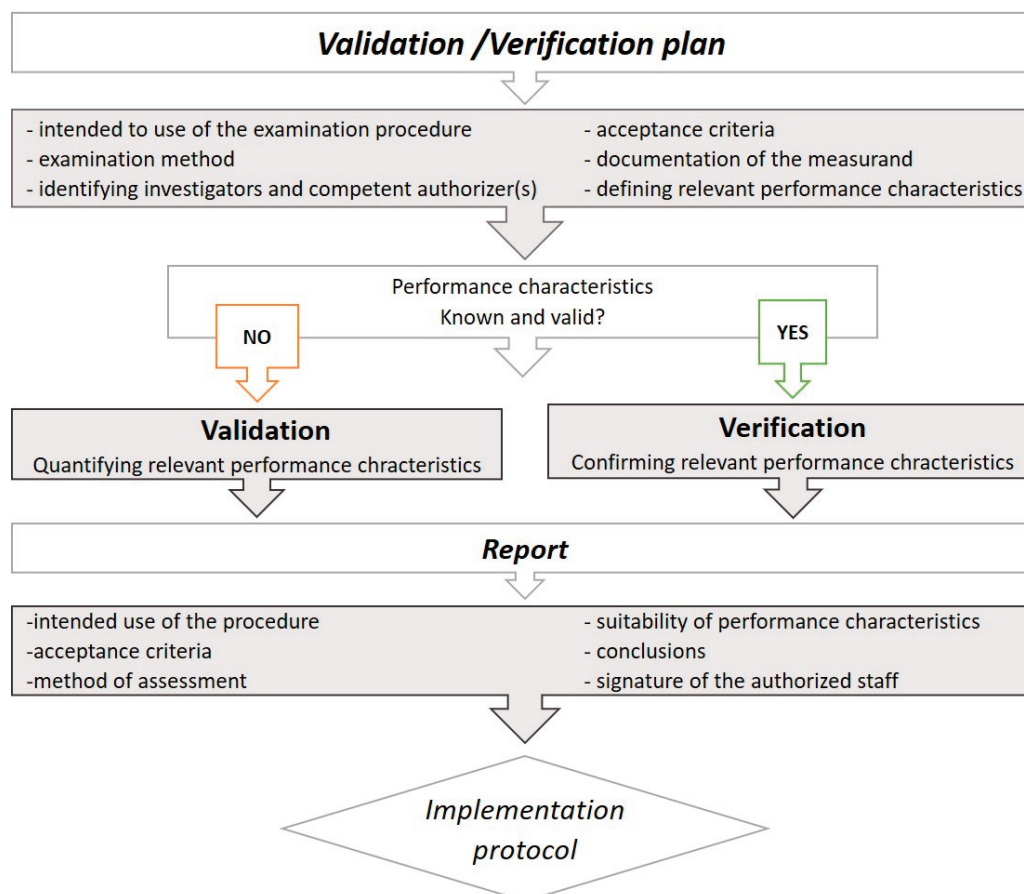 Validation /Verification plan
- intended to use of the examination procedure
- examination method
- identifying investigators and competent authorizer(s)
- acceptance criteria
- documentation of the measurand
- defining relevant performance characteristics
Performance characteristics
Known and valid?
NO
YES
Validation
Quantifying relevant performance chracteristics
Verification
Confirming relevant performance chracteristics
Report
-intended use of the procedure
-acceptance criteria
-method of assessment
- suitability of performance characteristics
- conclusions
- signature of the authorized staff
Implementation
protocol